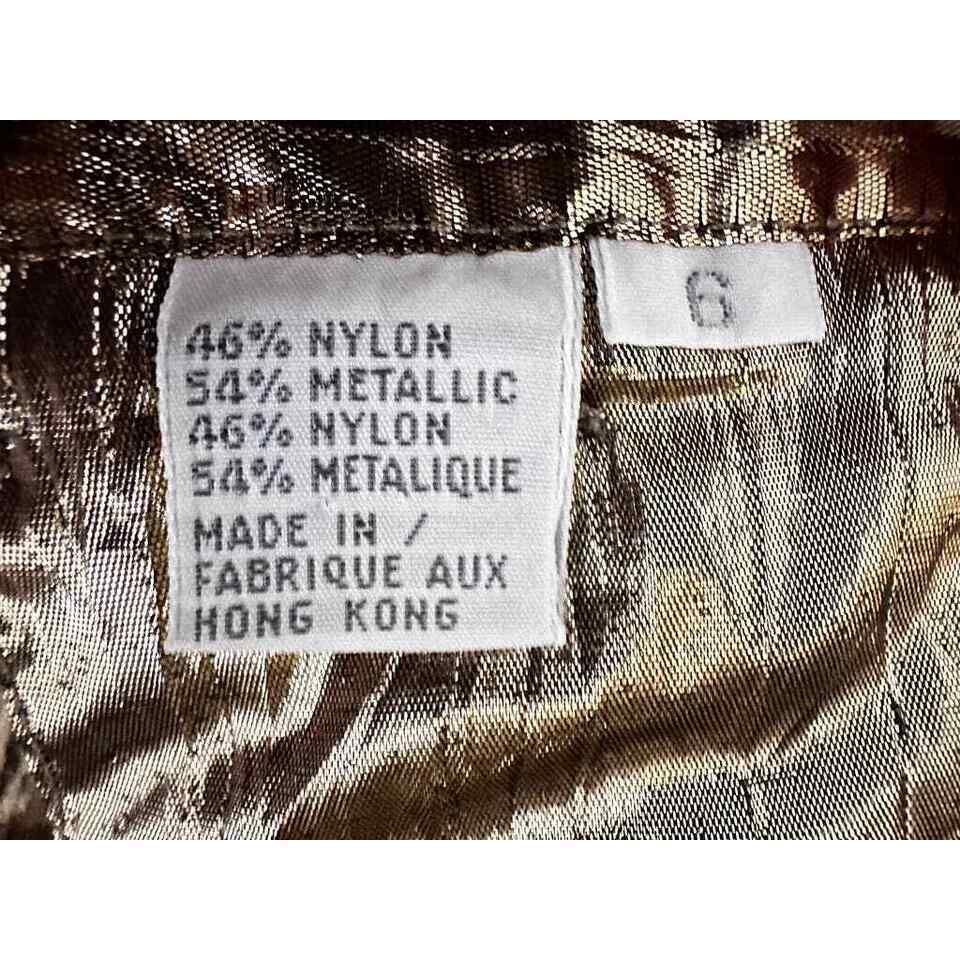 46% NYLON
54% METALLIC
46% NYLON
54% METALIQUE
MADE IN /
FABRIQUE AUX
HONG KONG
6